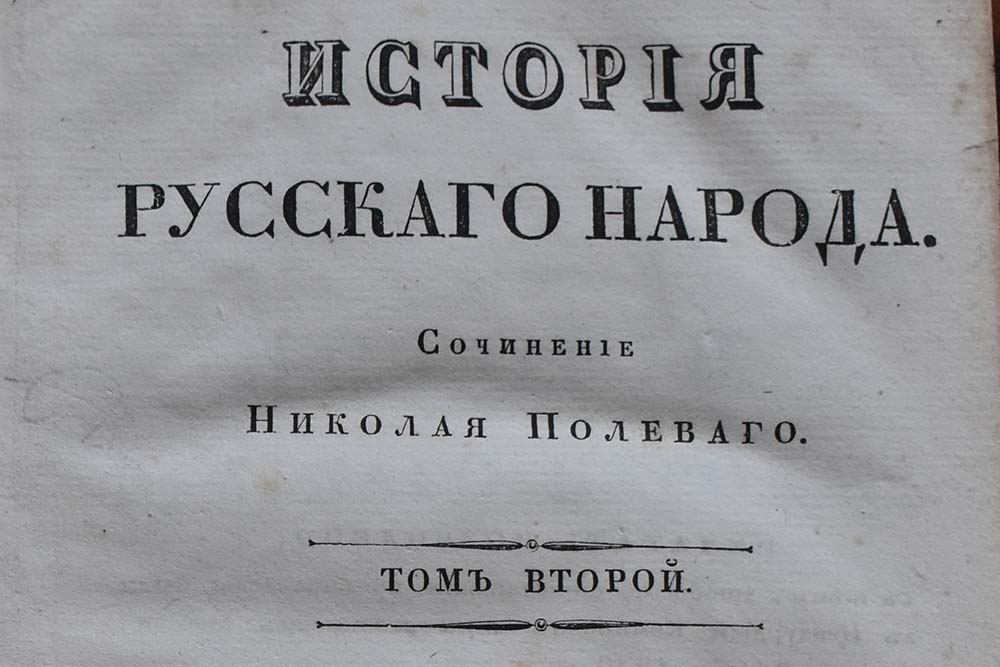 ИСТОРІЯ
РУССКАГО НАРОДА.
Сочиненіе
Николая Полеваго.
ТОМЪ ВТОРОЙ.